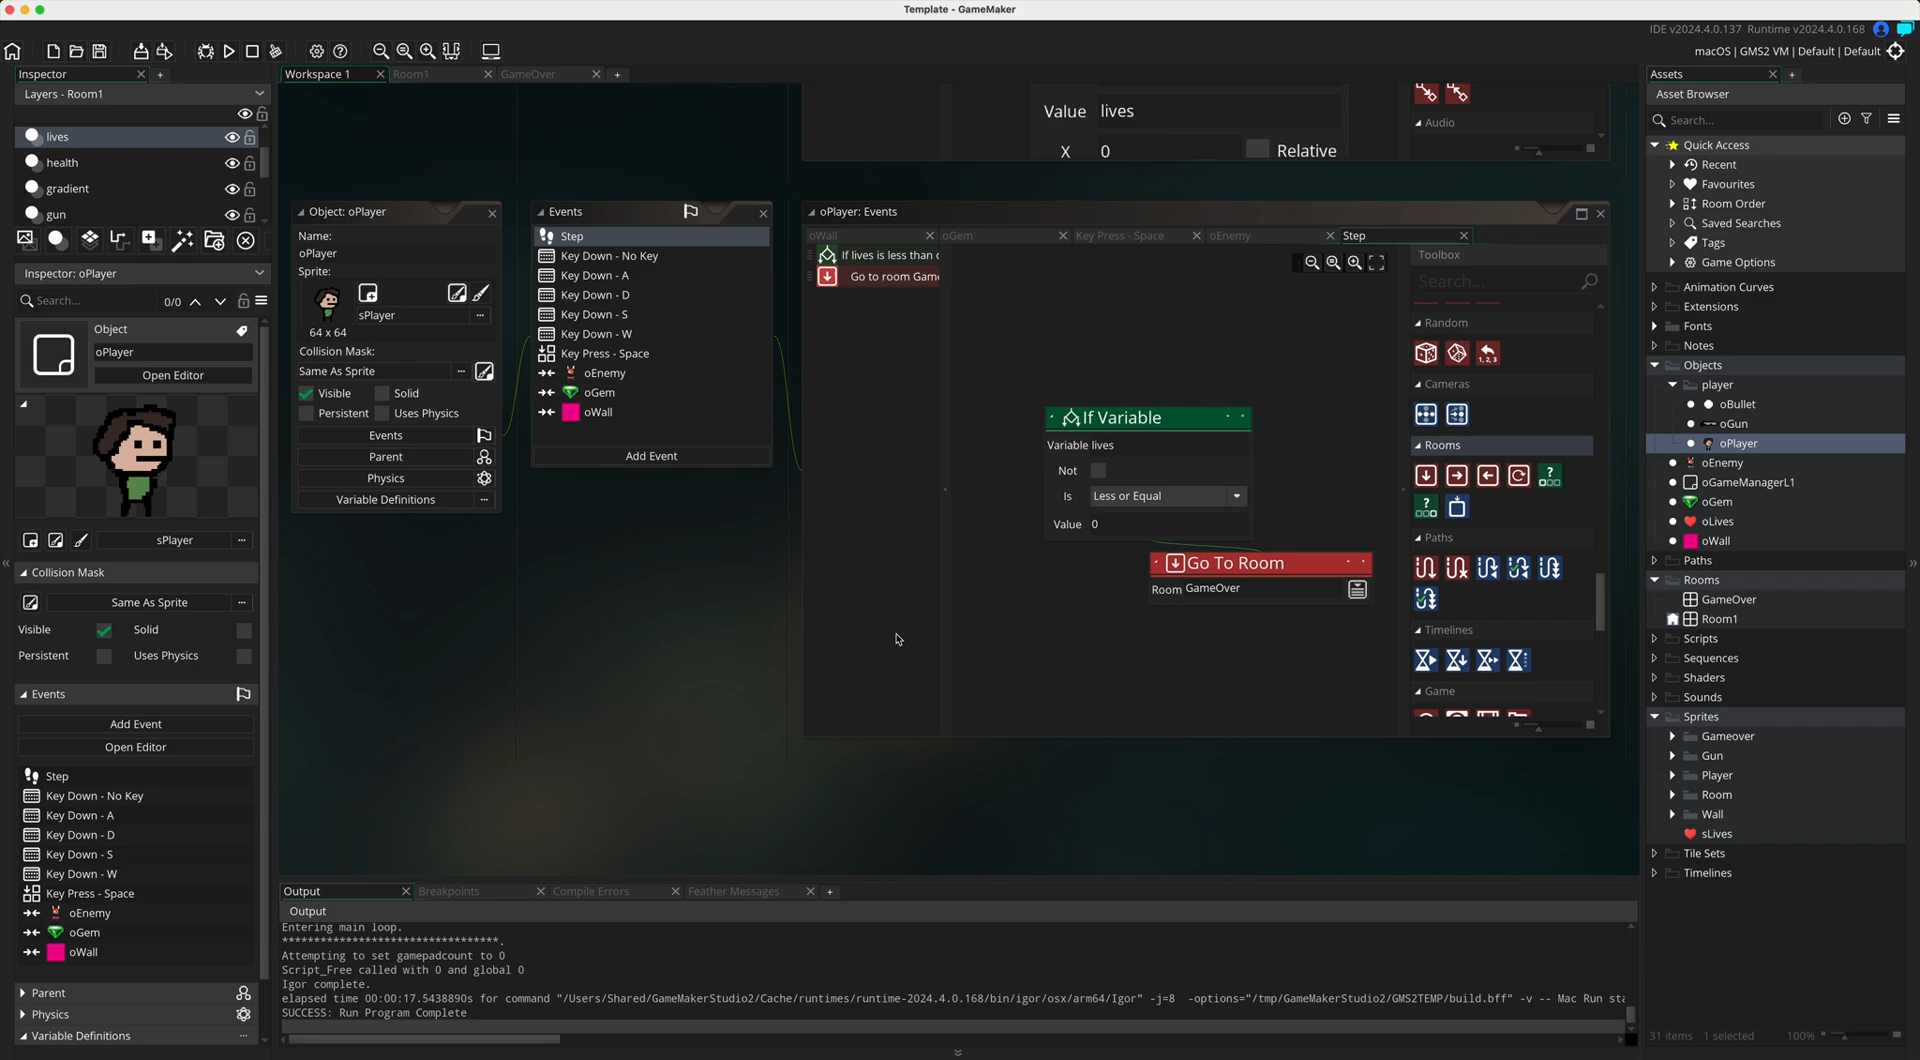 Template - GameMaker
IDE v2024.4.0.137 Runtime v2024.4.0.168
macOS | GMS2 VM | Default | Default
Inspector
Layers - Room1
lives
health
gradient
gun
Inspector: oPlayer
Search...
0/0
Object
oPlayer
Open Editor
sPlayer
Collision Mask
Same As Sprite
Visible
Solid
Persistent
Uses Physics
Events
Add Event
Open Editor
Step
Key Down - No Key
Key Down - A
Key Down - D
Key Down - S
Key Down - W
Key Press - Space
oEnemy
oGem
oWall
Parent
Physics
Variable Definitions
Workspace 1
Room1
GameOver
Object: oPlayer
Name:
oPlayer
Sprite:
sPlayer
64 x 64
Collision Mask:
Same As Sprite
Visible
Solid
Persistent
Uses Physics
Events
Parent
Physics
Variable Definitions
Events
Step
Key Down - No Key
Key Down - A
Key Down - D
Key Down - S
Key Down - W
Key Press - Space
oEnemy
oGem
oWall
Add Event
Value lives
X 0
Relative
Audio
oPlayer: Events
oWall
oGem
Key Press - Space
oEnemy
Step
If lives is less than
Go to room Game
If Variable
Variable lives
Not
Is Less or Equal
Value 0
Go To Room
Room GameOver
Toolbox
Search...
Random
1,2,3
Cameras
Rooms
Paths
Timelines
Game
Output
Breakpoints
Compile Errors
Feather Messages
Output
Entering main loop.
*********************************.
Attempting to set gamepadcount to 0
Script_Free called with 0 and global 0
Igor complete.
elapsed time 00:00:17.5438890s for command "/Users/Shared/GameMakerStudio2/Cache/runtimes/runtime-2024.4.0.168/bin/igor/osx/arm64/Igor" -j=8 -options="/tmp/GameMakerStudio2/GMS2TEMP/build.bff" -v -- Mac Run sta
SUCCESS: Run Program Complete
Assets
Asset Browser
Search...
Quick Access
Recent
Favourites
Room Order
Saved Searches
Tags
Game Options
Animation Curves
Extensions
Fonts
Notes
Objects
player
oBullet
oGun
oPlayer
oEnemy
oGameManagerL1
oGem
oLives
oWall
Paths
Rooms
GameOver
Room1
Scripts
Sequences
Shaders
Sounds
Sprites
Gameover
Gun
Player
Room
Wall
sLives
Tile Sets
Timelines
31 items 1 selected
100%